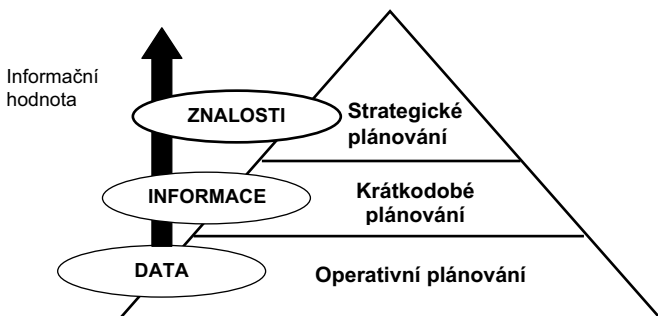 Informační
hodnota
ZNALOSTI
Strategické
plánování
INFORMACE
Krátkodobé
plánování
DATA
Operativní plánování